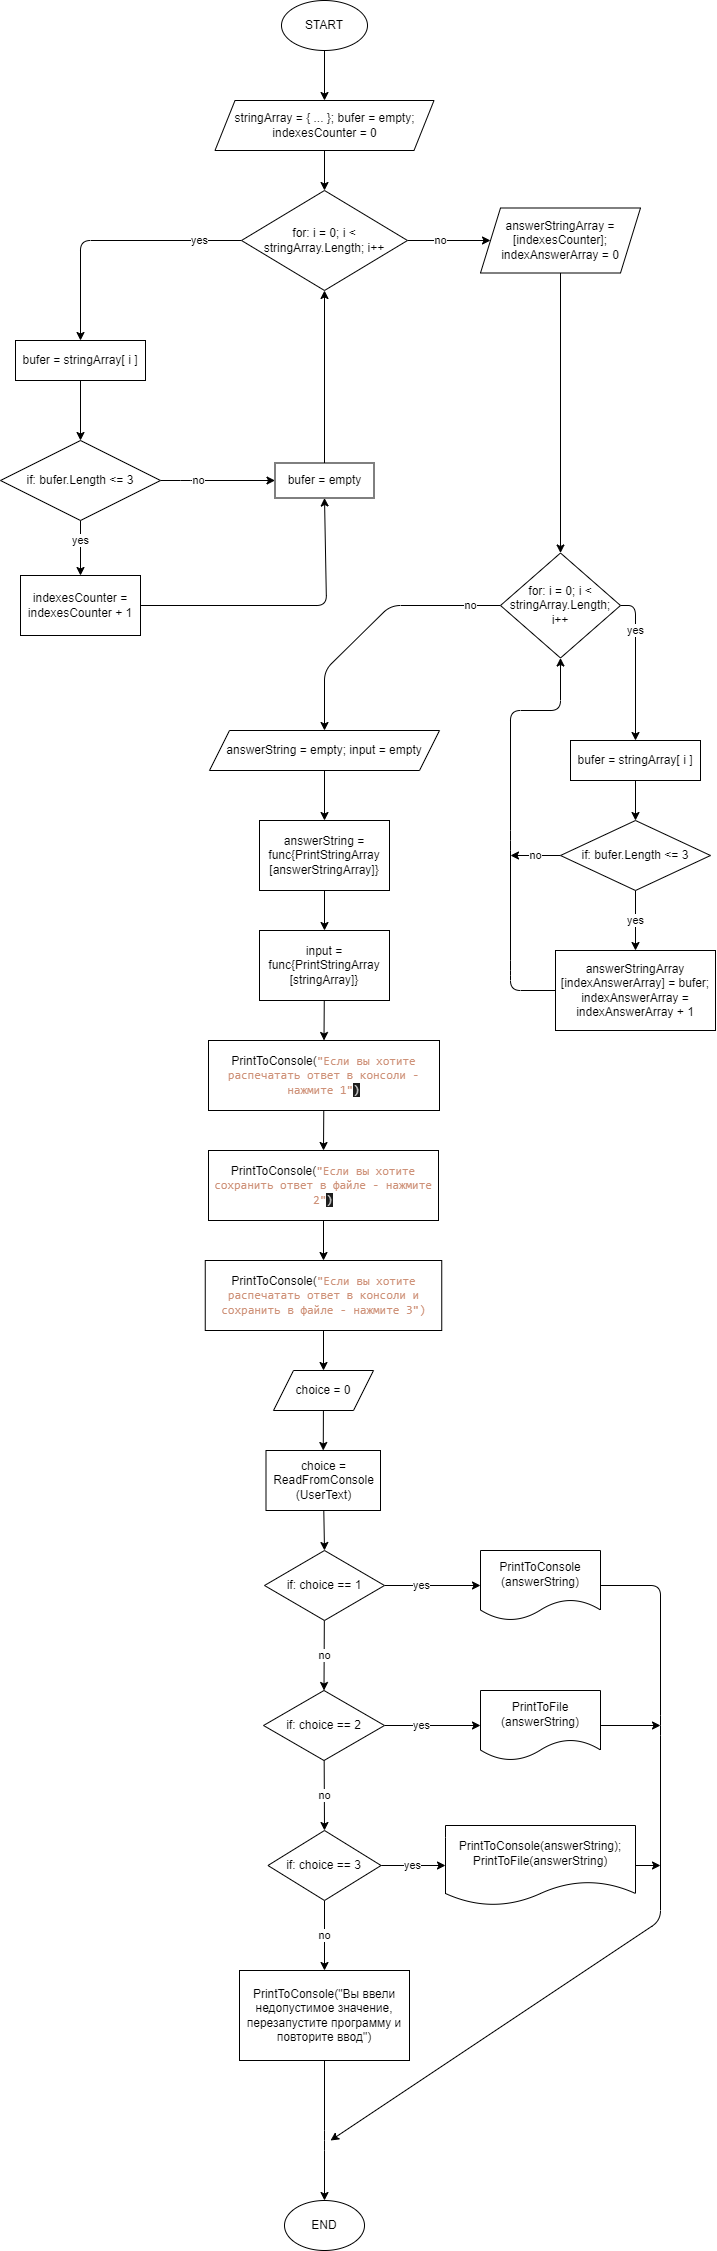 START
stringArray = { ... }; bufer = empty;
indexesCounter = 0
for: i = 0; i <
stringArray.Length; i++
yes
no
answerStringArray =
[indexesCounter];
indexAnswerArray = 0
bufer = stringArray[ i ]
if: bufer.Length <= 3
no
bufer = empty
yes
indexesCounter =
indexesCounter + 1
for: i = 0; i <
stringArray.Length;
i++
no
yes
answerString = empty; input = empty
bufer = stringArray[ i ]
answerString =
func{PrintStringArray
[answerStringArray]}
if: bufer.Length <= 3
no
yes
input =
func{PrintStringArray
[stringArray]}
answerStringArray
[indexAnswerArray] = bufer;
indexAnswerArray =
indexAnswerArray + 1
PrintToConsole("Если вы хотите
распечатать ответ в консоли -
нажмите 1")
PrintToConsole("Если вы хотите
сохранить ответ в файле - нажмите
2")
PrintToConsole("Если вы хотите
распечатать ответ в консоли и
сохранить в файле - нажмите 3")
choice = 0
choice =
ReadFromConsole
(UserText)
if: choice == 1
yes
PrintToConsole
(answerString)
no
if: choice == 2
yes
PrintToFile
(answerString)
no
if: choice == 3
yes
PrintToConsole(answerString);
PrintToFile(answerString)
no
PrintToConsole("Вы ввели
недопустимое значение,
перезапустите программу и
повторите ввод")
END